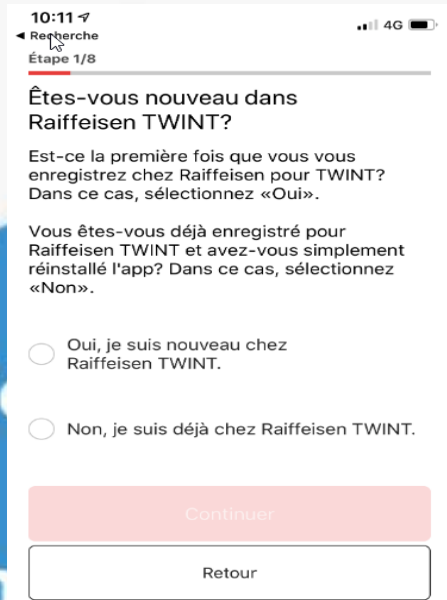 10:11
4G
◀ Recherche
Étape 1/8
Êtes-vous nouveau dans
Raiffeisen TWINT?
Est-ce la première fois que vous vous
enregistrez chez Raiffeisen pour TWINT?
Dans ce cas, sélectionnez «Oui».
Vous êtes-vous déjà enregistré pour
Raiffeisen TWINT et avez-vous simplement
réinstallé l'app? Dans ce cas, sélectionnez
«Non».
Oui, je suis nouveau chez
Raiffeisen TWINT.
Non, je suis déjà chez Raiffeisen TWINT.
Continuer
Retour